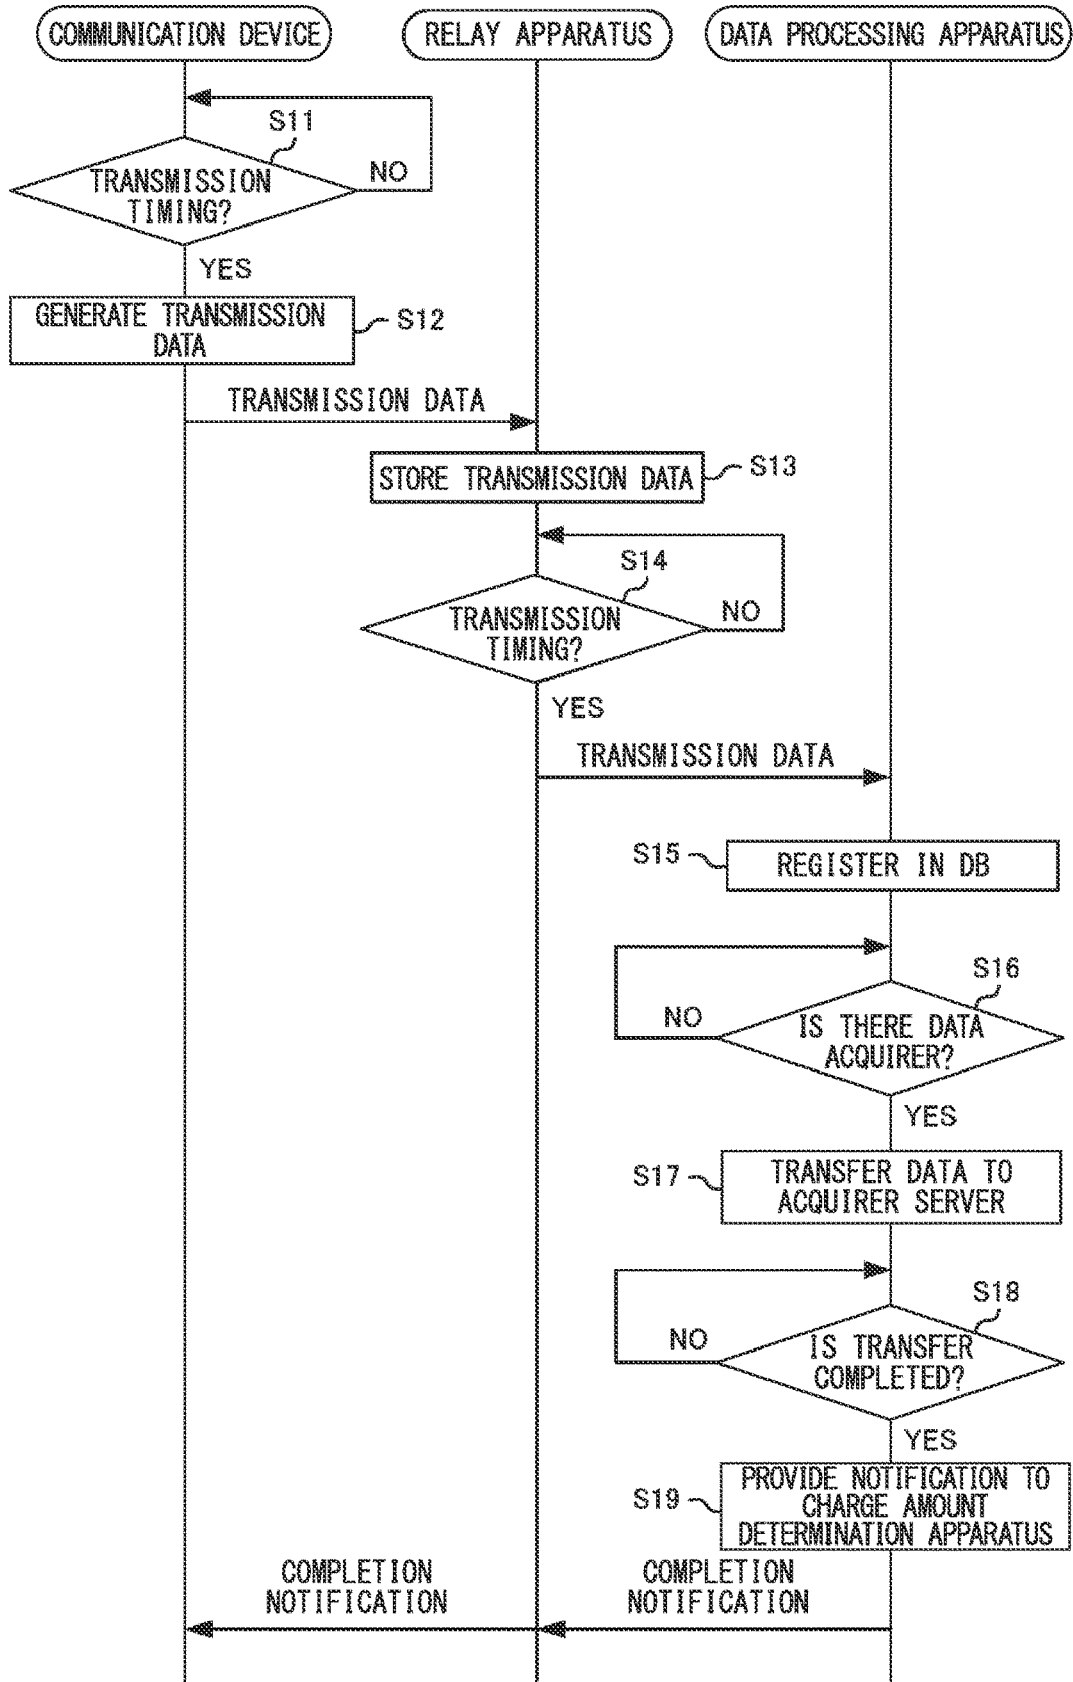 COMMUNICATION DEVICE
RELAY APPARATUS
DATA PROCESSING APPARATUS
S11
NO
TRANSMISSION
TIMING?
YES
GENERATE TRANSMISSION
DATA
S12
TRANSMISSION DATA
STORE TRANSMISSION DATA
S13
S14
NO
TRANSMISSION
TIMING?
YES
TRANSMISSION DATA
S15
REGISTER IN DB
S16
NO
IS THERE DATA
ACQUIRER?
YES
S17
TRANSFER DATA TO
ACQUIRER SERVER
S18
NO
IS TRANSFER
COMPLETED?
YES
S19
PROVIDE NOTIFICATION TO
CHARGE AMOUNT
DETERMINATION APPARATUS
COMPLETION
NOTIFICATION
COMPLETION
NOTIFICATION